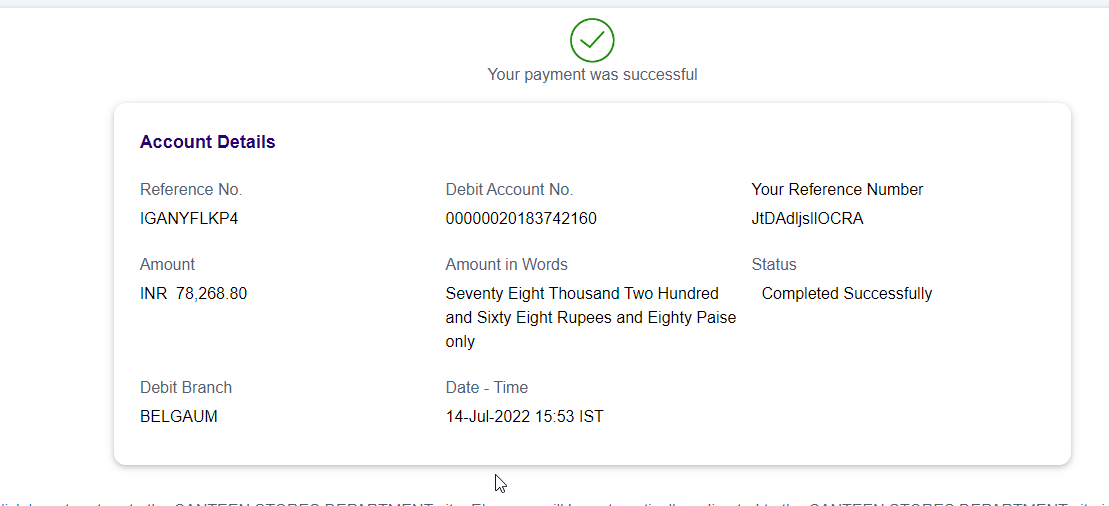 Your payment was successful
Account Details
Reference No.
IGANYFLKP4
Debit Account No.
00000020183742160
Your Reference Number
Amount
INR 78,268.80
Amount in Words
Seventy Eight Thousand Two Hundred
and Sixty Eight Rupees and Eighty Paise
only
Status
Completed Successfully
Debit Branch
BELGAUM
Date - Time
14-Jul-2022 15:53 IST